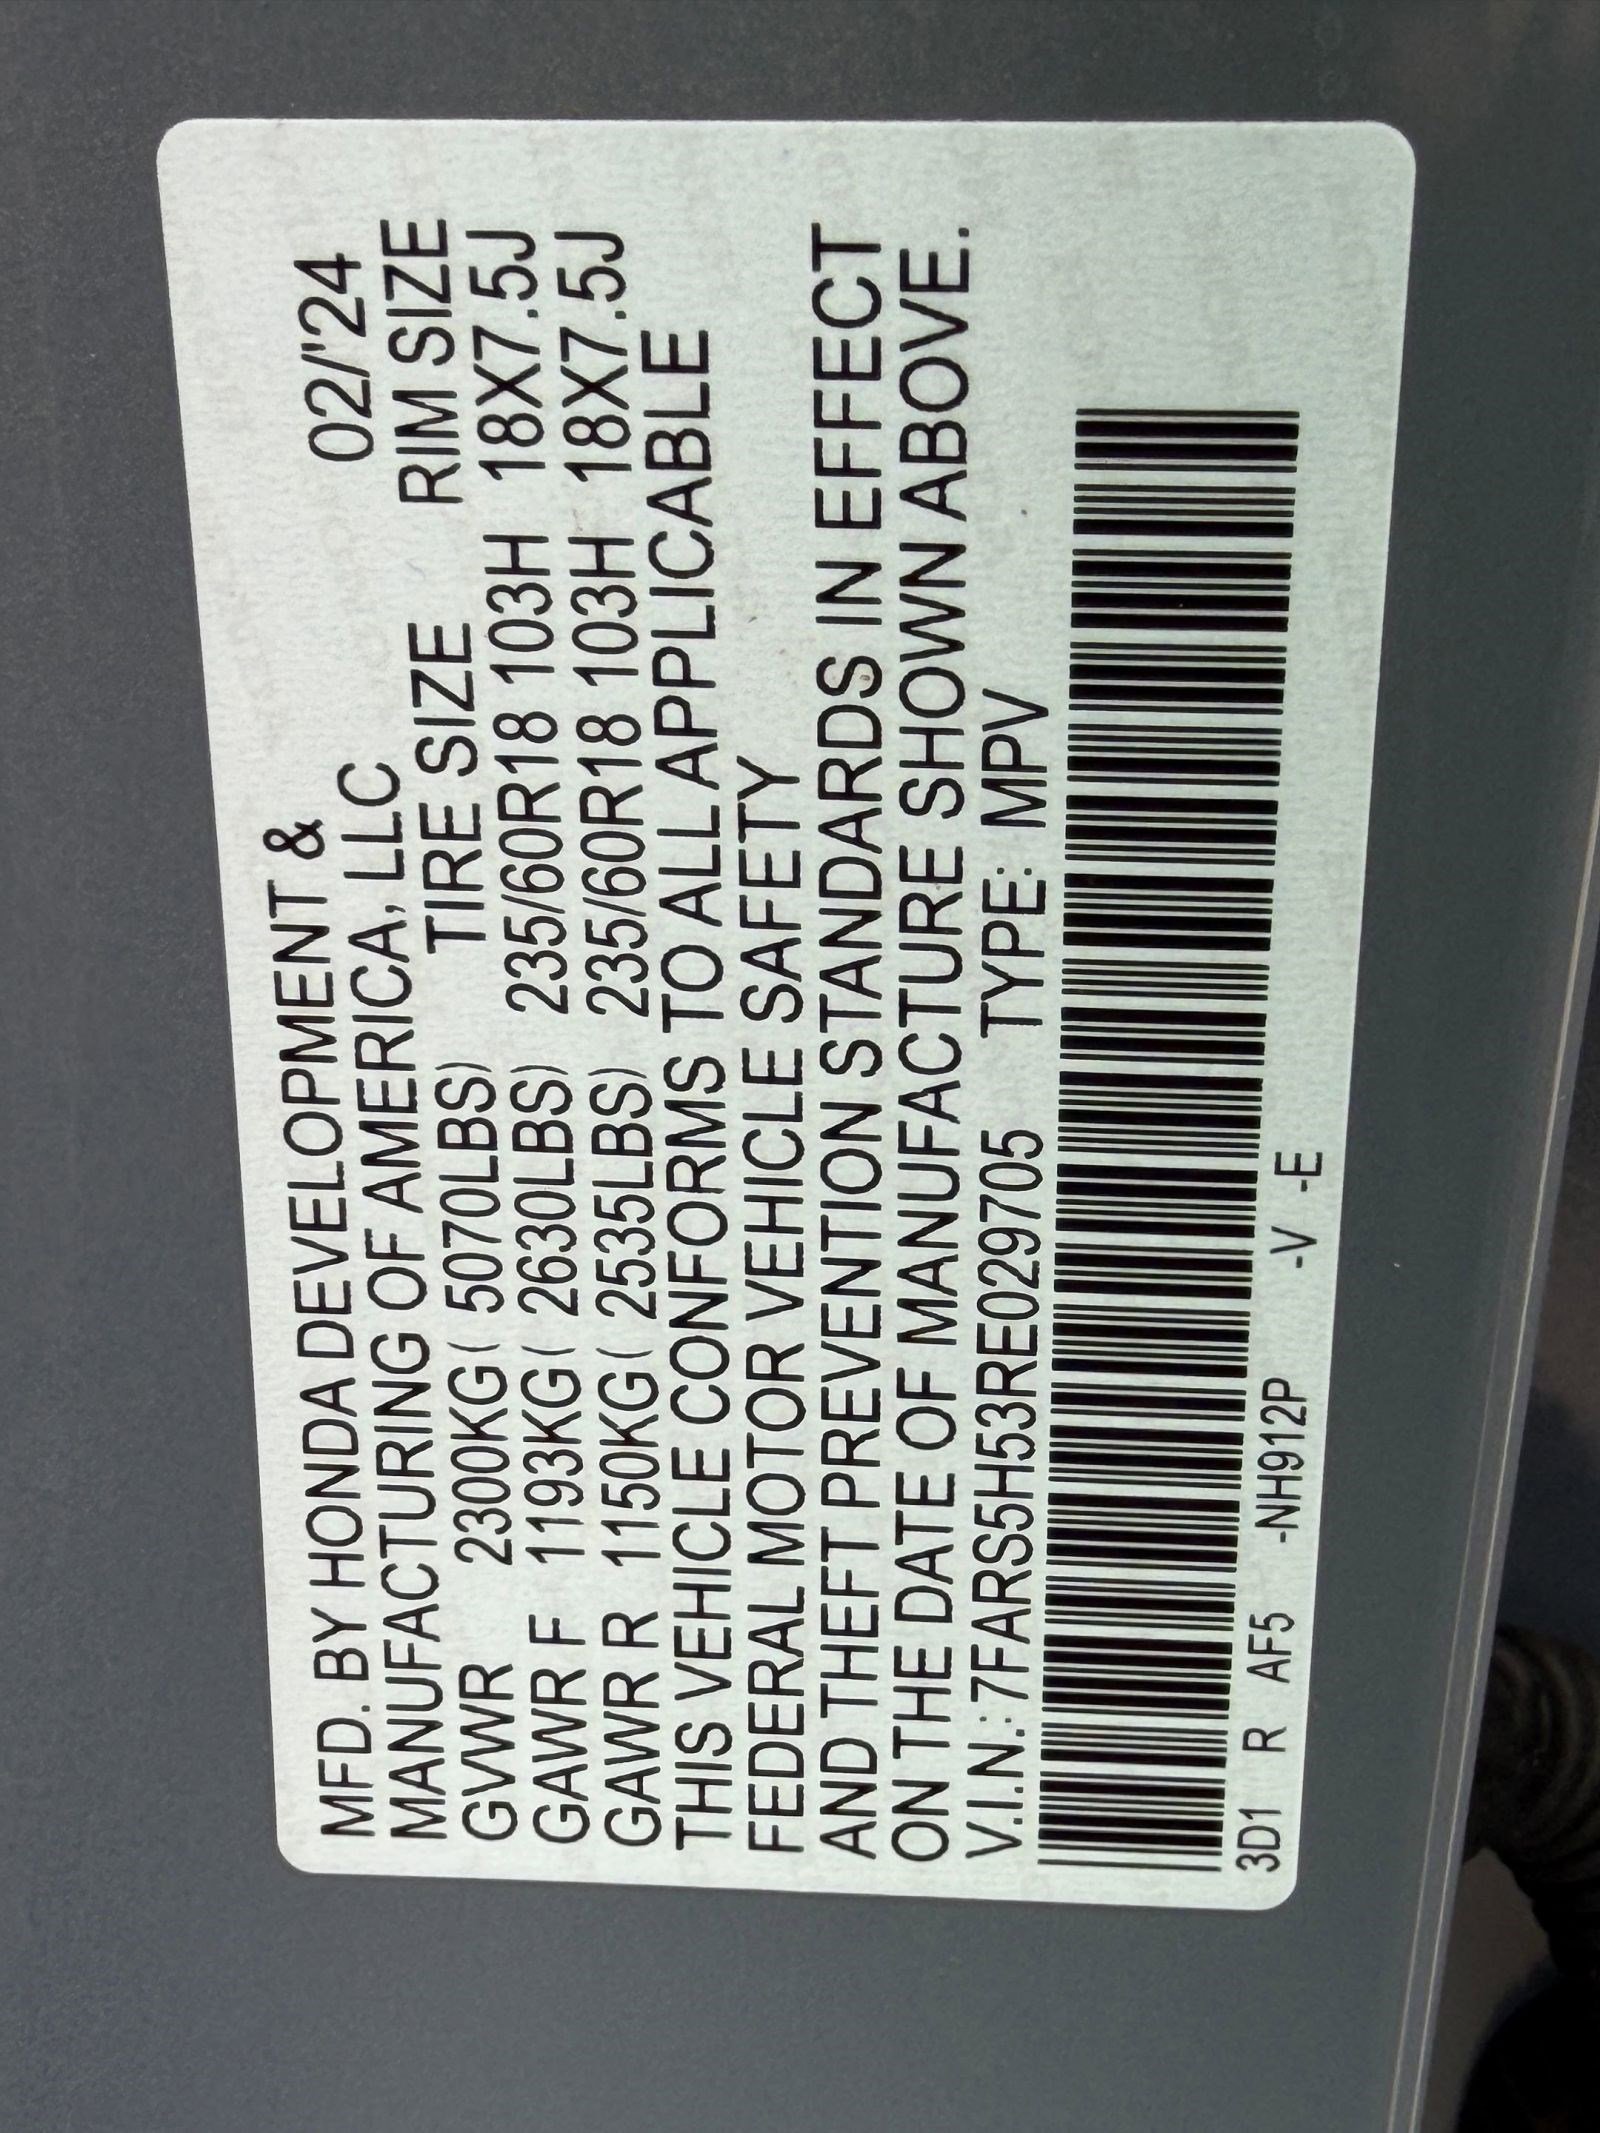 MFD. BY HONDA DEVELOPMENT &
MANUFACTURING OF AMERICA, LLC 02/'24
TIRE SIZE RIM SIZE
GVWR 2300KG( 5070LBS)
GAWR F 1193KG( 2630LBS) 235/60R18 103H 18X7.5J
GAWR R 1150KG( 2535LBS) 235/60R18 103H 18X7.5J
THIS VEHICLE CONFORMS TO ALL APPLICABLE
FEDERAL MOTOR VEHICLE SAFETY
AND THEFT PREVENTION STANDARDS IN EFFECT
ON THE DATE OF MANUFACTURE SHOWN ABOVE.
V.I.N.: 7FARS5H53RE029705 TYPE: MPV
3D1 R AF5 -NH912P -V -E